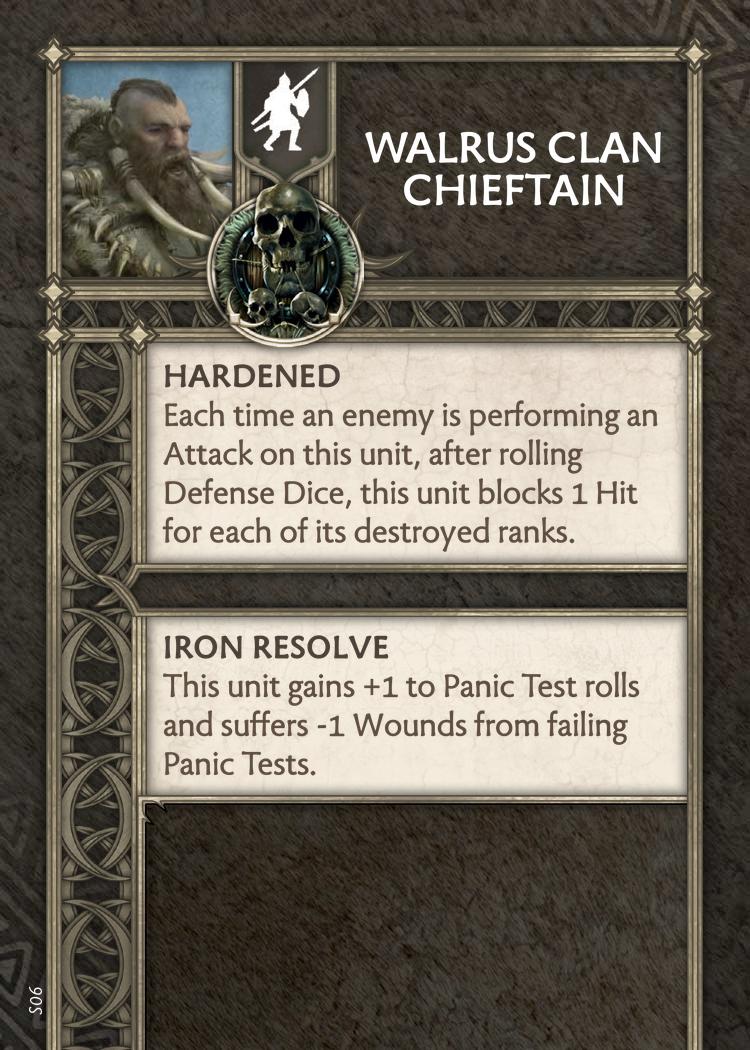 WALRUS CLAN
CHIEFTAIN
HARDENED
Each time an enemy is performing an
Attack on this unit, after rolling
Defense Dice, this unit blocks 1 Hit
for each of its destroyed ranks.
IRON RESOLVE
This unit gains +1 to Panic Test rolls
and suffers -1 Wounds from failing
Panic Tests.
S06